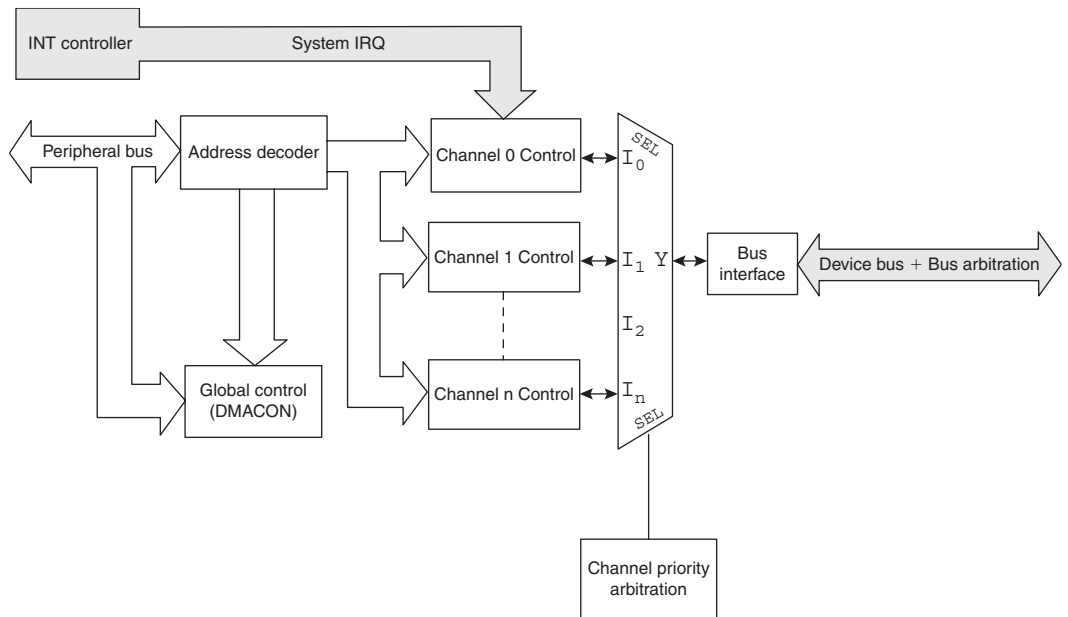 INT controller
System IRQ
Peripheral bus
Address decoder
Channel 0 Control
SEL
I0
Channel 1 Control
I1 Y
Bus
interface
Device bus + Bus arbitration
I2
Global control
(DMACON)
Channel n Control
In
SEL
Channel priority
arbitration